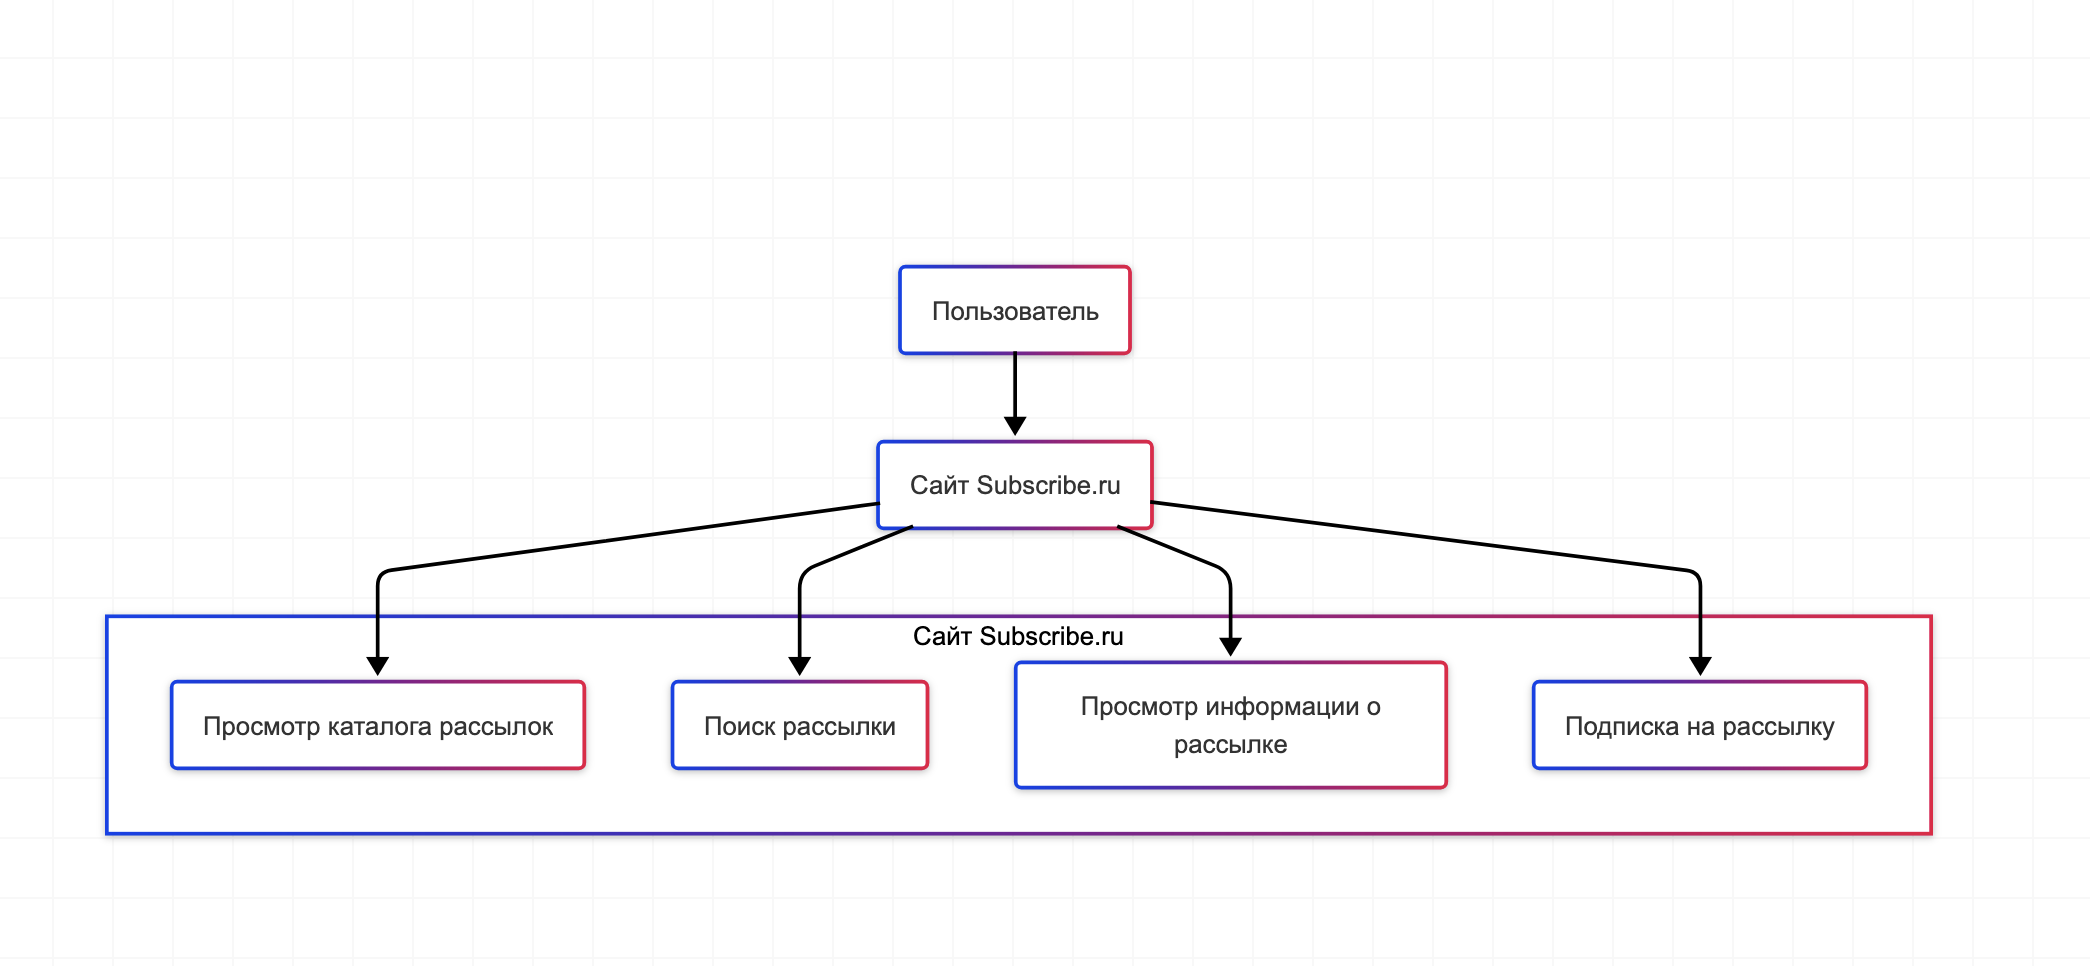 Пользователь
Сайт Subscribe.ru
Сайт Subscribe.ru
Просмотр каталога рассылок
Поиск рассылки
Просмотр информации о
рассылке
Подписка на рассылку